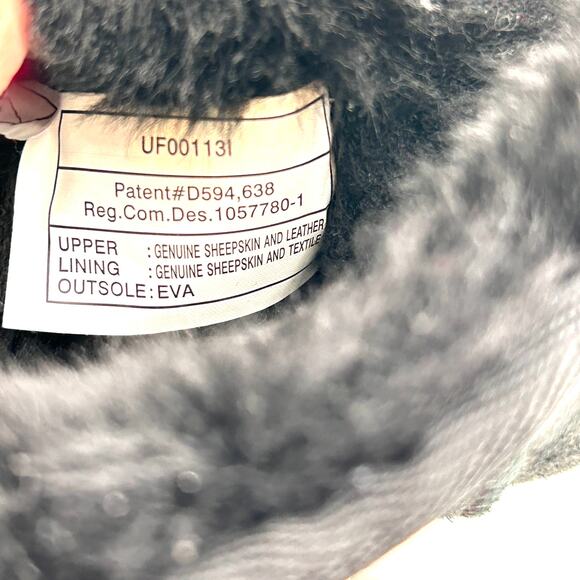 UF001131
Patent#D594,638
Reg.Com.Des.1057780-1
UPPER : GENUINE SHEEPSKIN AND LEATHER
LINING : GENUINE SHEEPSKIN AND TEXTILE
OUTSOLE: EVA